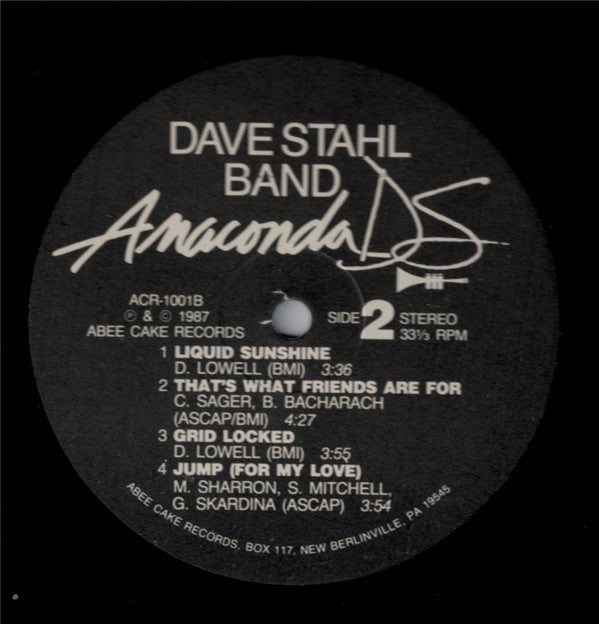 DAVE STAHL
BAND
Anaconda DS
ACR-1001B
Ⓟ & © 1987
ABEE CAKE RECORDS
SIDE 2 STEREO
33⅓ RPM
1 LIQUID SUNSHINE
D. LOWELL (BMI) 3:36
2 THAT'S WHAT FRIENDS ARE FOR
C. SAGER, B. BACHARACH
(ASCAP/BMI) 4:27
3 GRID LOCKED
D. LOWELL (BMI) 3:55
4 JUMP (FOR MY LOVE)
M. SHARRON, S. MITCHELL,
G. SKARDINA (ASCAP) 3:54
ABEE CAKE RECORDS, BOX 117, NEW BERLINVILLE, PA 19545